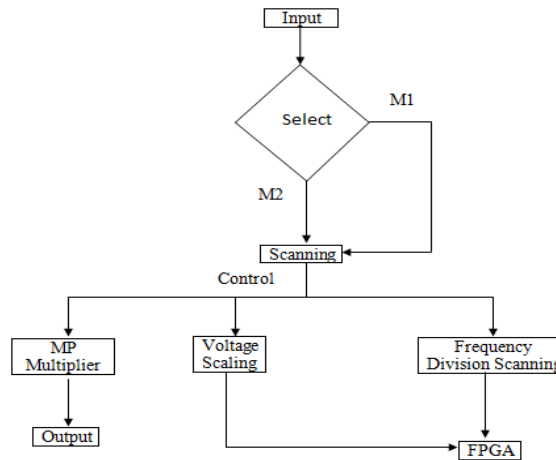 Input
Select
M1
M2
Scanning
Control
MP
Multiplier
Voltage
Scaling
Frequency
Division Scanning
Output
FPGA